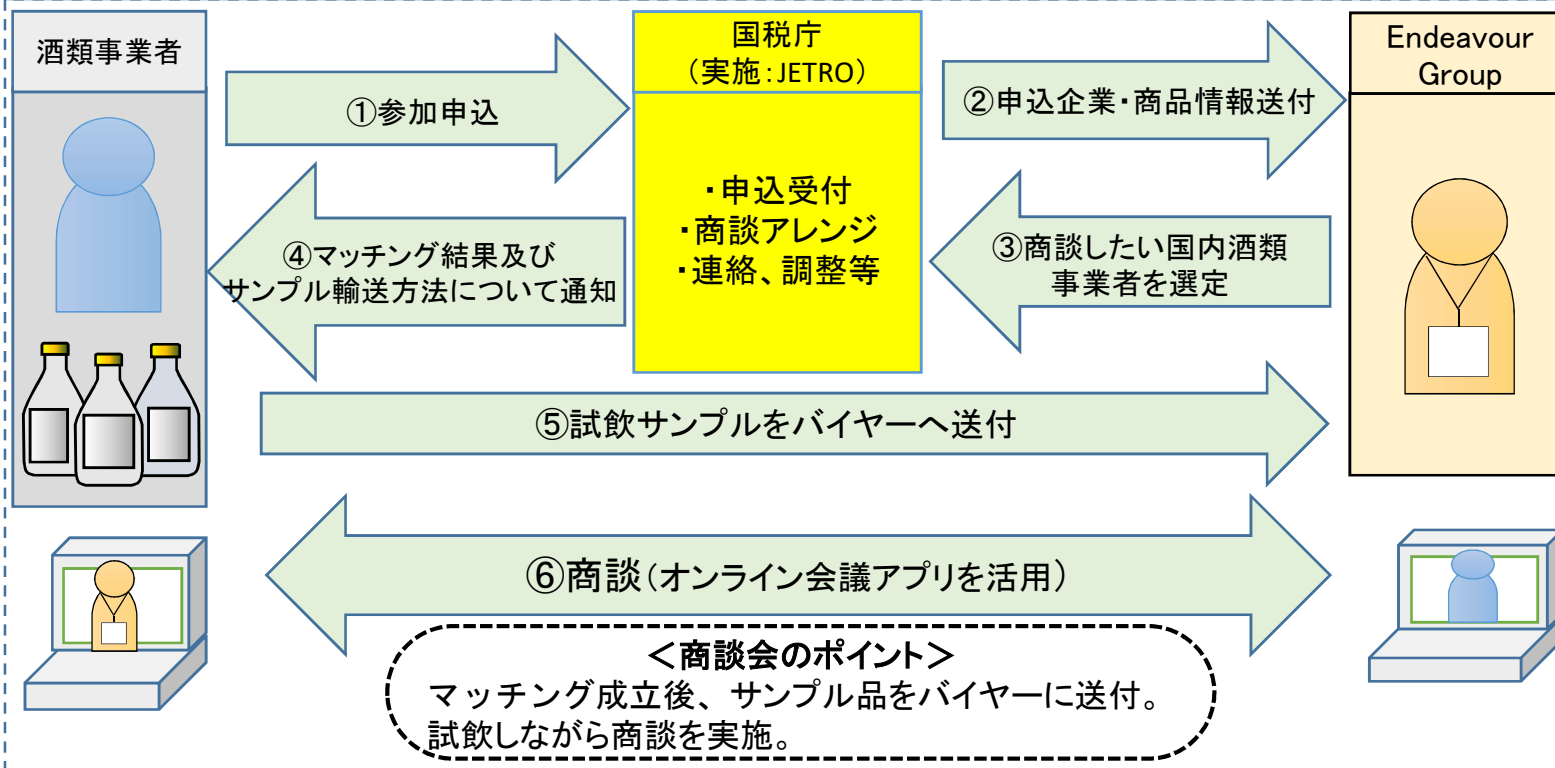 酒類事業者
国税庁
（実施：JETRO）
Endeavour
Group
①参加申込
②申込企業・商品情報送付
・申込受付
・商談アレンジ
・連絡、調整等
③商談したい国内酒類
事業者を選定
④マッチング結果及び
サンプル輸送方法について通知
⑤試飲サンプルをバイヤーへ送付
⑥商談（オンライン会議アプリを活用）
＜商談会のポイント＞
マッチング成立後、サンプル品をバイヤーに送付。
試飲しながら商談を実施。